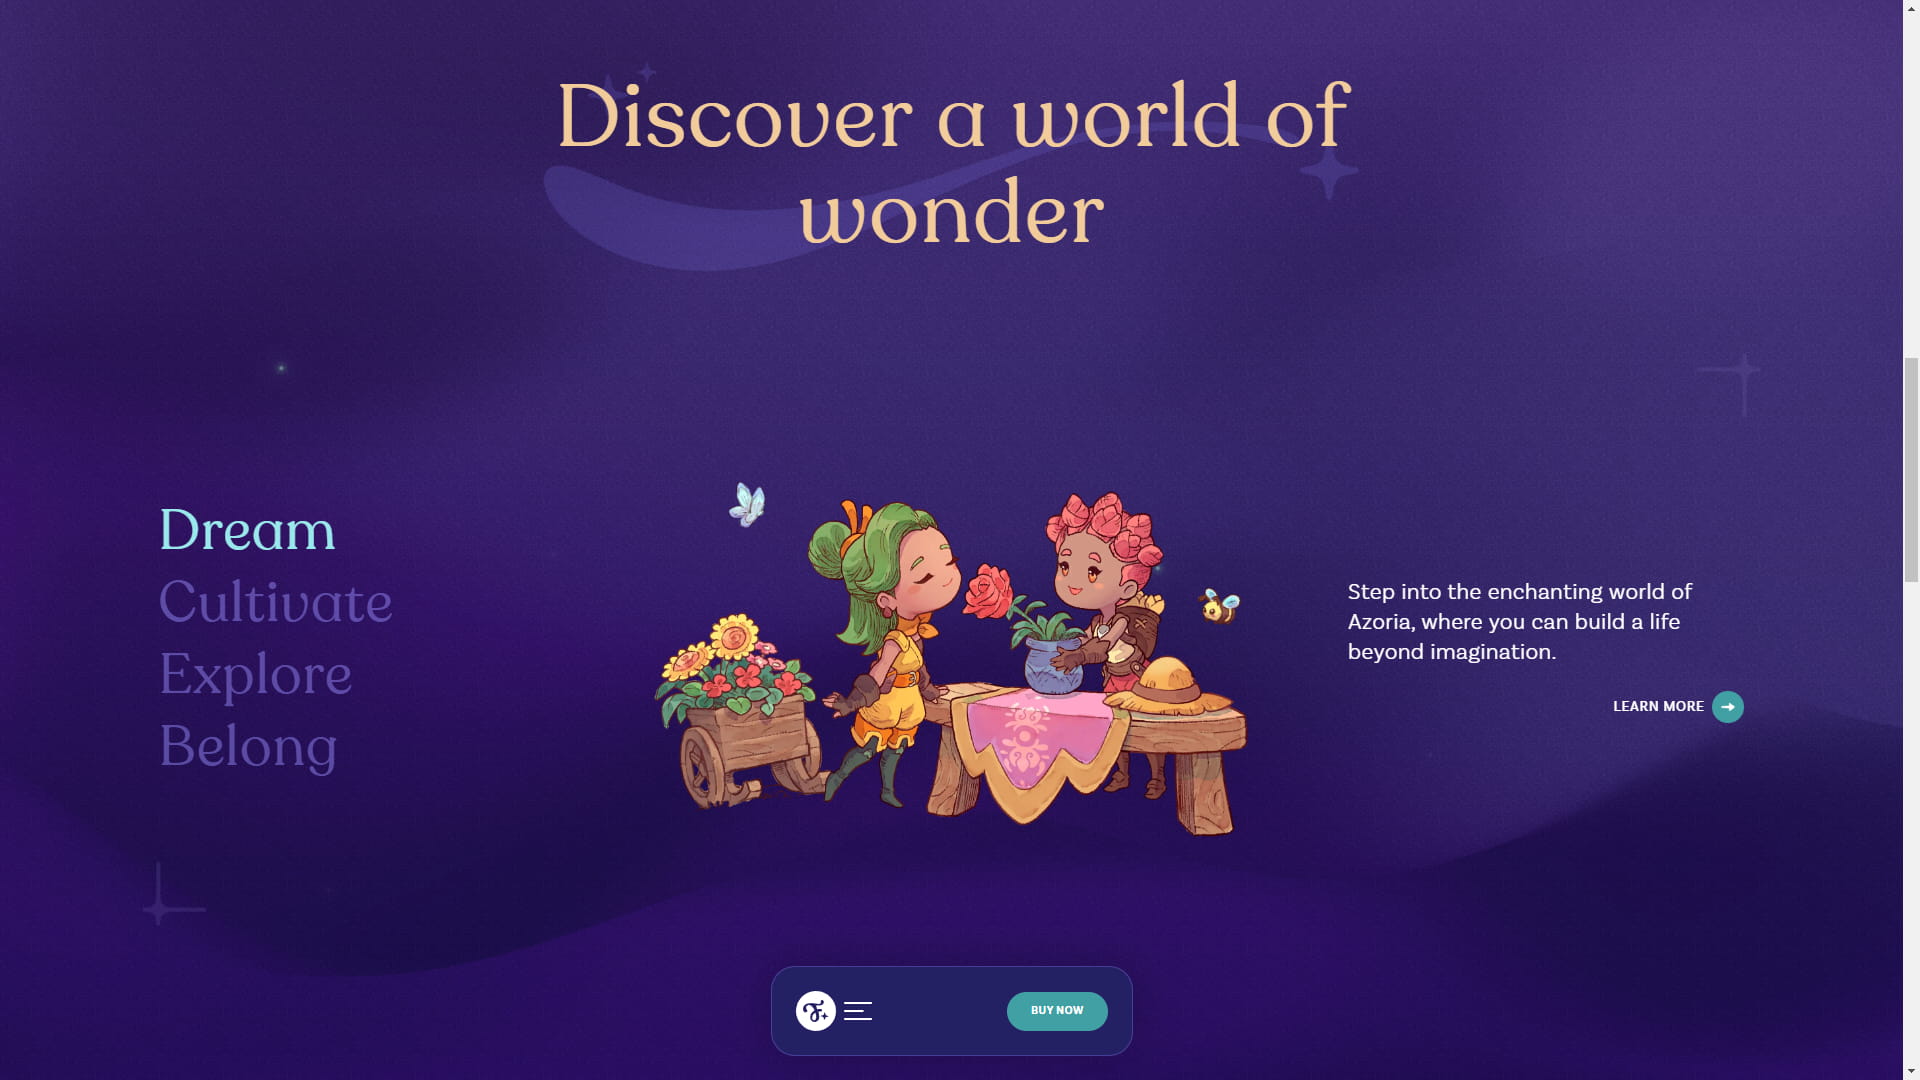 Discover a world of
wonder
Dream
Cultivate
Explore
Belong
Step into the enchanting world of
Azoria, where you can build a life
beyond imagination.
LEARN MORE
BUY NOW